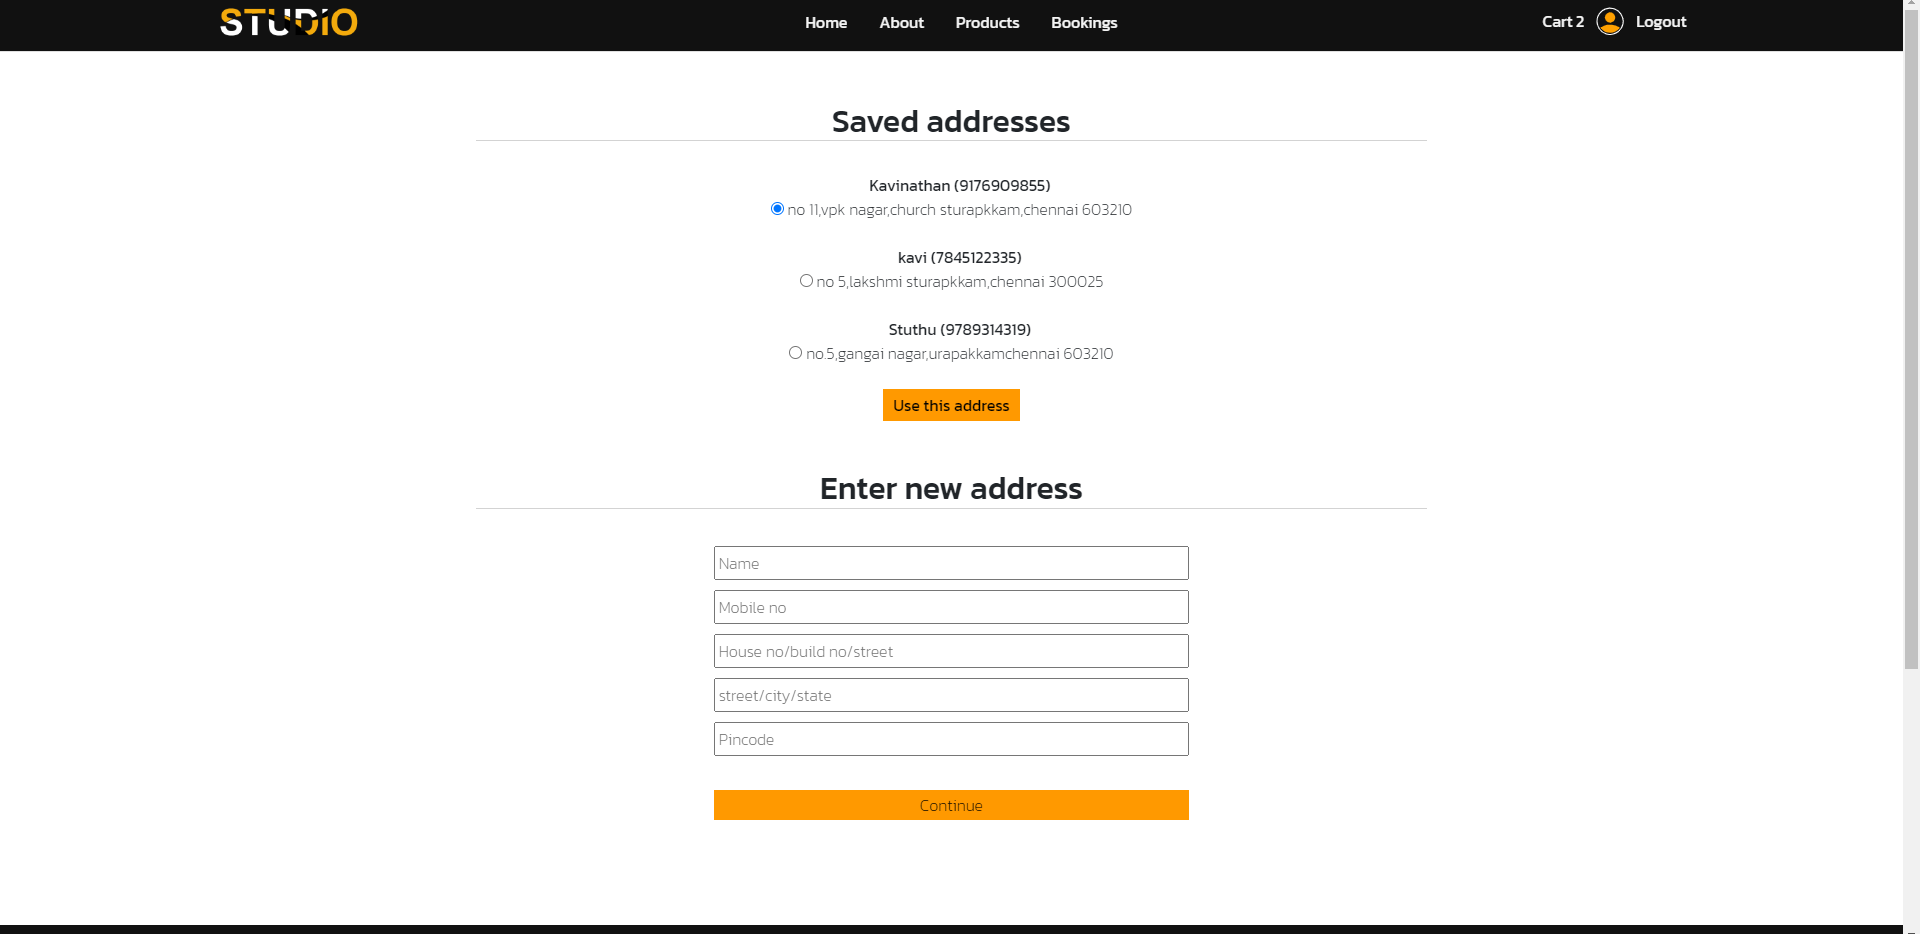 STUDiO
Home About Products Bookings
Cart 2 Logout
Saved addresses
Kavinathan (9176909855)
no 11,vpk nagar,church sturapkkam,chennai 603210
kavi (7845122335)
no 5,lakshmi sturapkkam,chennai 300025
Stuthu (9789314319)
no.5,gangai nagar,urapakkamchennai 603210
Use this address
Enter new address
Name
Mobile no
House no/build no/street
street/city/state
Pincode
Continue